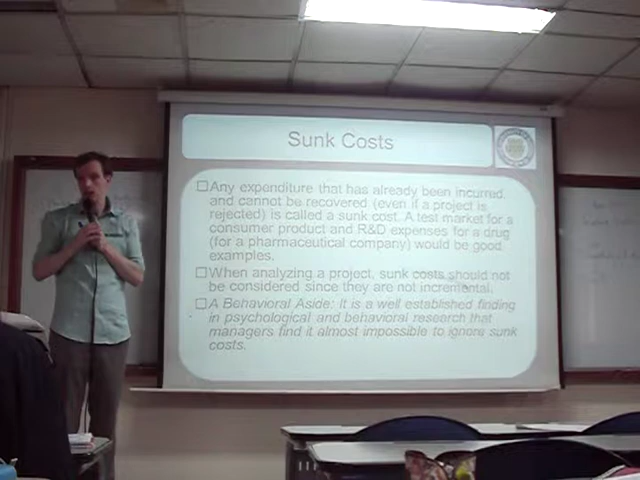 Sunk Costs
Any expenditure that has already been incurred,
and cannot be recovered (even if a project is
rejected) is called a sunk cost. A test market for a
consumer product and R&D expenses for a drug
(for a pharmaceutical company) would be good
examples.
When analyzing a project, sunk costs should not
be considered since they are not incremental.
A Behavioral Aside: It is a well established finding
in psychological and behavioral research that
managers find it almost impossible to ignore sunk
costs.